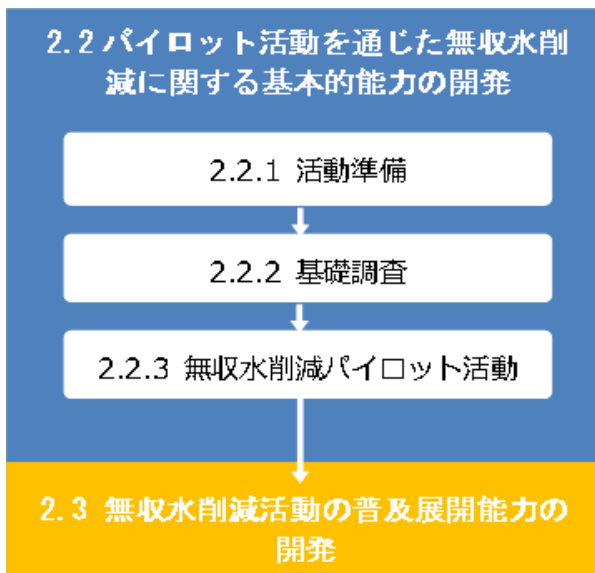 2.2パイロット活動を通じた無収水削
減に関する基本的能力の開発
2.2.1 活動準備
2.2.2 基礎調査
2.2.3 無収水削減パイロット活動
2.3 無収水削減活動の普及展開能力の
開発